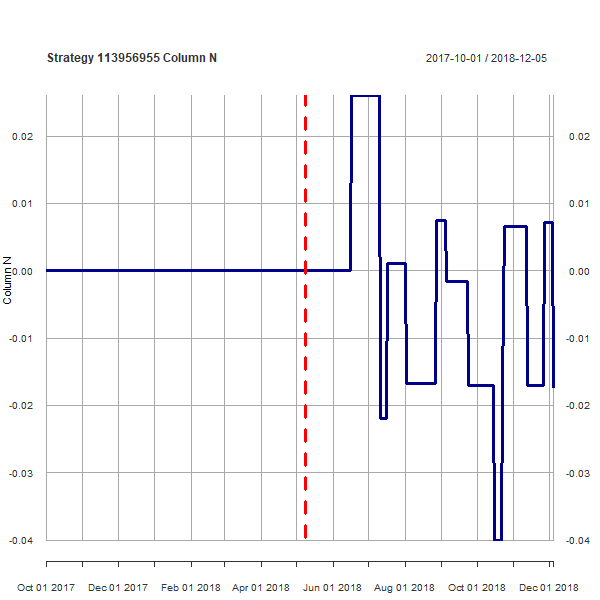 Strategy 113956955 Column N
2017-10-01 / 2018-12-05
0.02 0.02
0.01 0.01
0.00 0.00
Column N
-0.01 -0.01
-0.02 -0.02
-0.03 -0.03
-0.04 -0.04
Oct 01 2017 Dec 01 2017 Feb 01 2018 Apr 01 2018 Jun 01 2018 Aug 01 2018 Oct 01 2018 Dec 01 2018